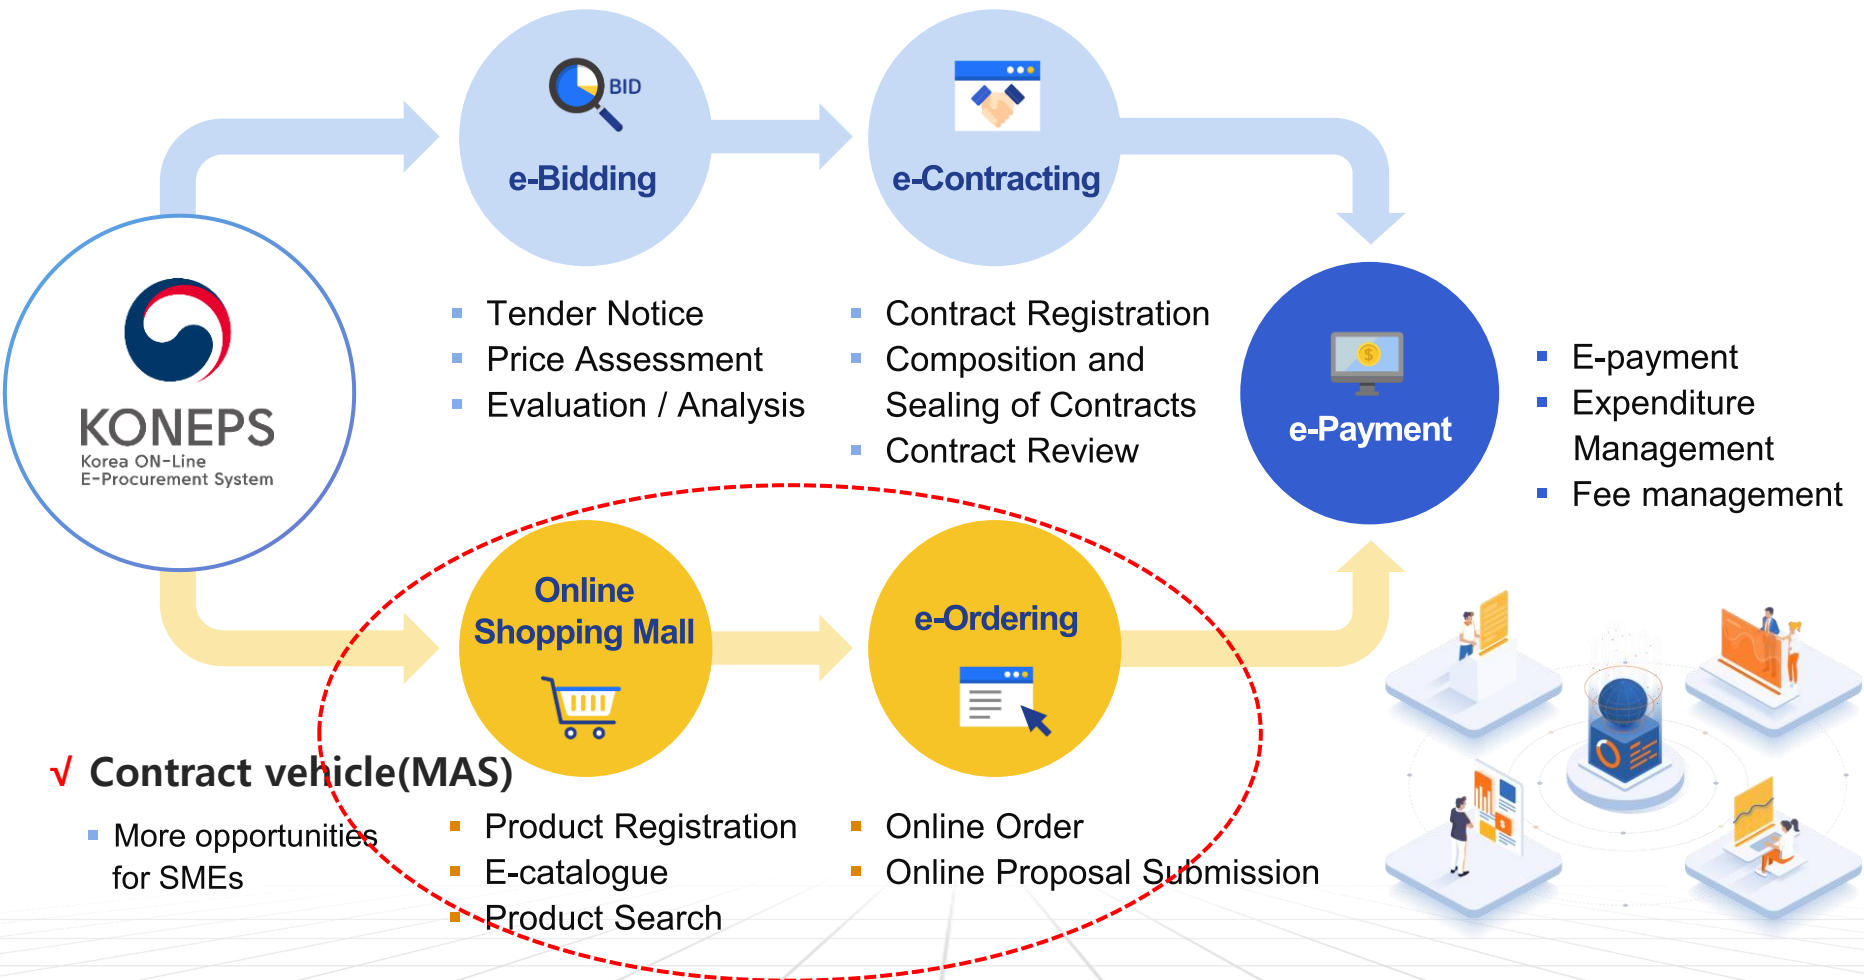 BID
e-Bidding
e-Contracting
KONEPS
Korea ON-Line
E-Procurement System
▪ Tender Notice
▪ Price Assessment
▪ Evaluation / Analysis
▪ Contract Registration
▪ Composition and
Sealing of Contracts
▪ Contract Review
$
e-Payment
▪ E-payment
▪ Expenditure
Management
▪ Fee management
Online
Shopping Mall
e-Ordering
√ Contract vehicle(MAS)
▪ More opportunities
for SMEs
▪ Product Registration
▪ E-catalogue
▪ Product Search
▪ Online Order
▪ Online Proposal Submission